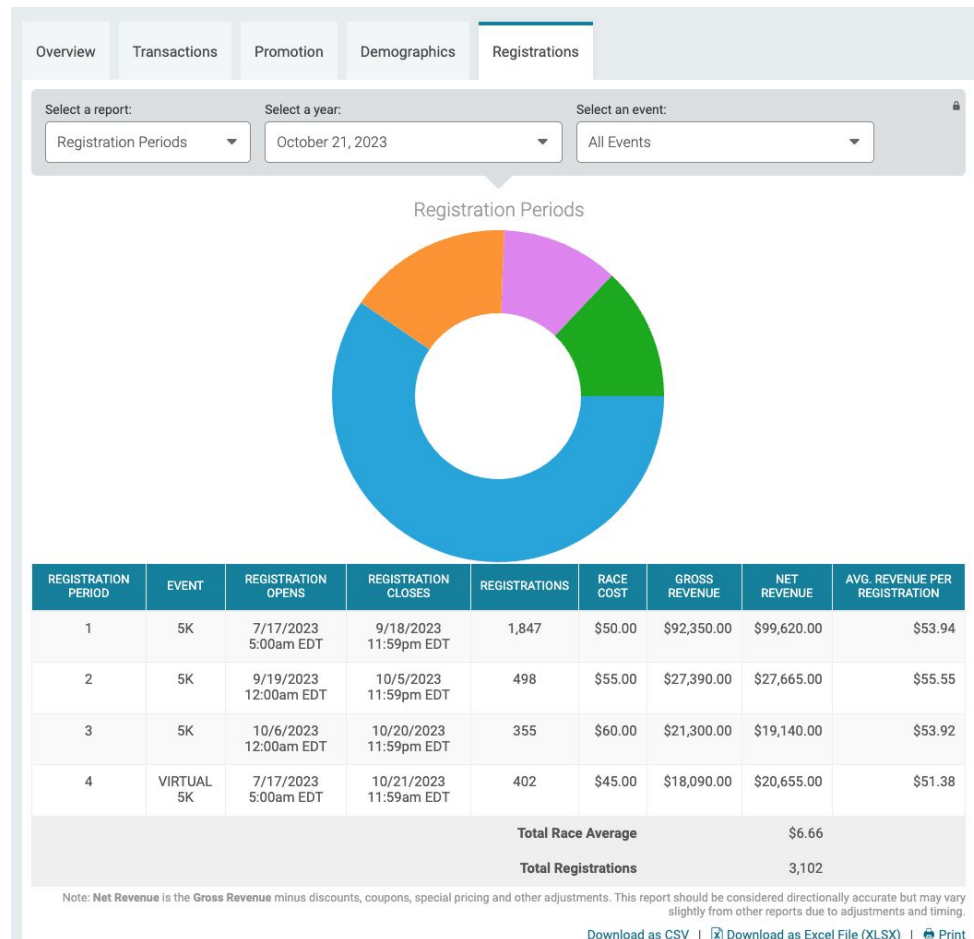 Overview Transactions Promotion Demographics Registrations
Select a report: Select a year: Select an event:
Registration Periods October 21, 2023 All Events
Registration Periods
REGISTRATION PERIOD EVENT REGISTRATION OPENS REGISTRATION CLOSES REGISTRATIONS RACE COST GROSS REVENUE NET REVENUE AVG. REVENUE PER REGISTRATION
1 5K 7/17/2023 5:00am EDT 9/18/2023 11:59pm EDT 1,847 $50.00 $92,350.00 $99,620.00 $53.94
2 5K 9/19/2023 12:00am EDT 10/5/2023 11:59pm EDT 498 $55.00 $27,390.00 $27,665.00 $55.55
3 5K 10/6/2023 12:00am EDT 10/20/2023 11:59pm EDT 355 $60.00 $21,300.00 $19,140.00 $53.92
4 VIRTUAL 5K 7/17/2023 5:00am EDT 10/21/2023 11:59am EDT 402 $45.00 $18,090.00 $20,655.00 $51.38
Total Race Average $6.66
Total Registrations 3,102
Note: Net Revenue is the Gross Revenue minus discounts, coupons, special pricing and other adjustments. This report should be considered directionally accurate but may vary
slightly from other reports due to adjustments and timing.
Download as CSV | Download as Excel File (XLSX) | Print